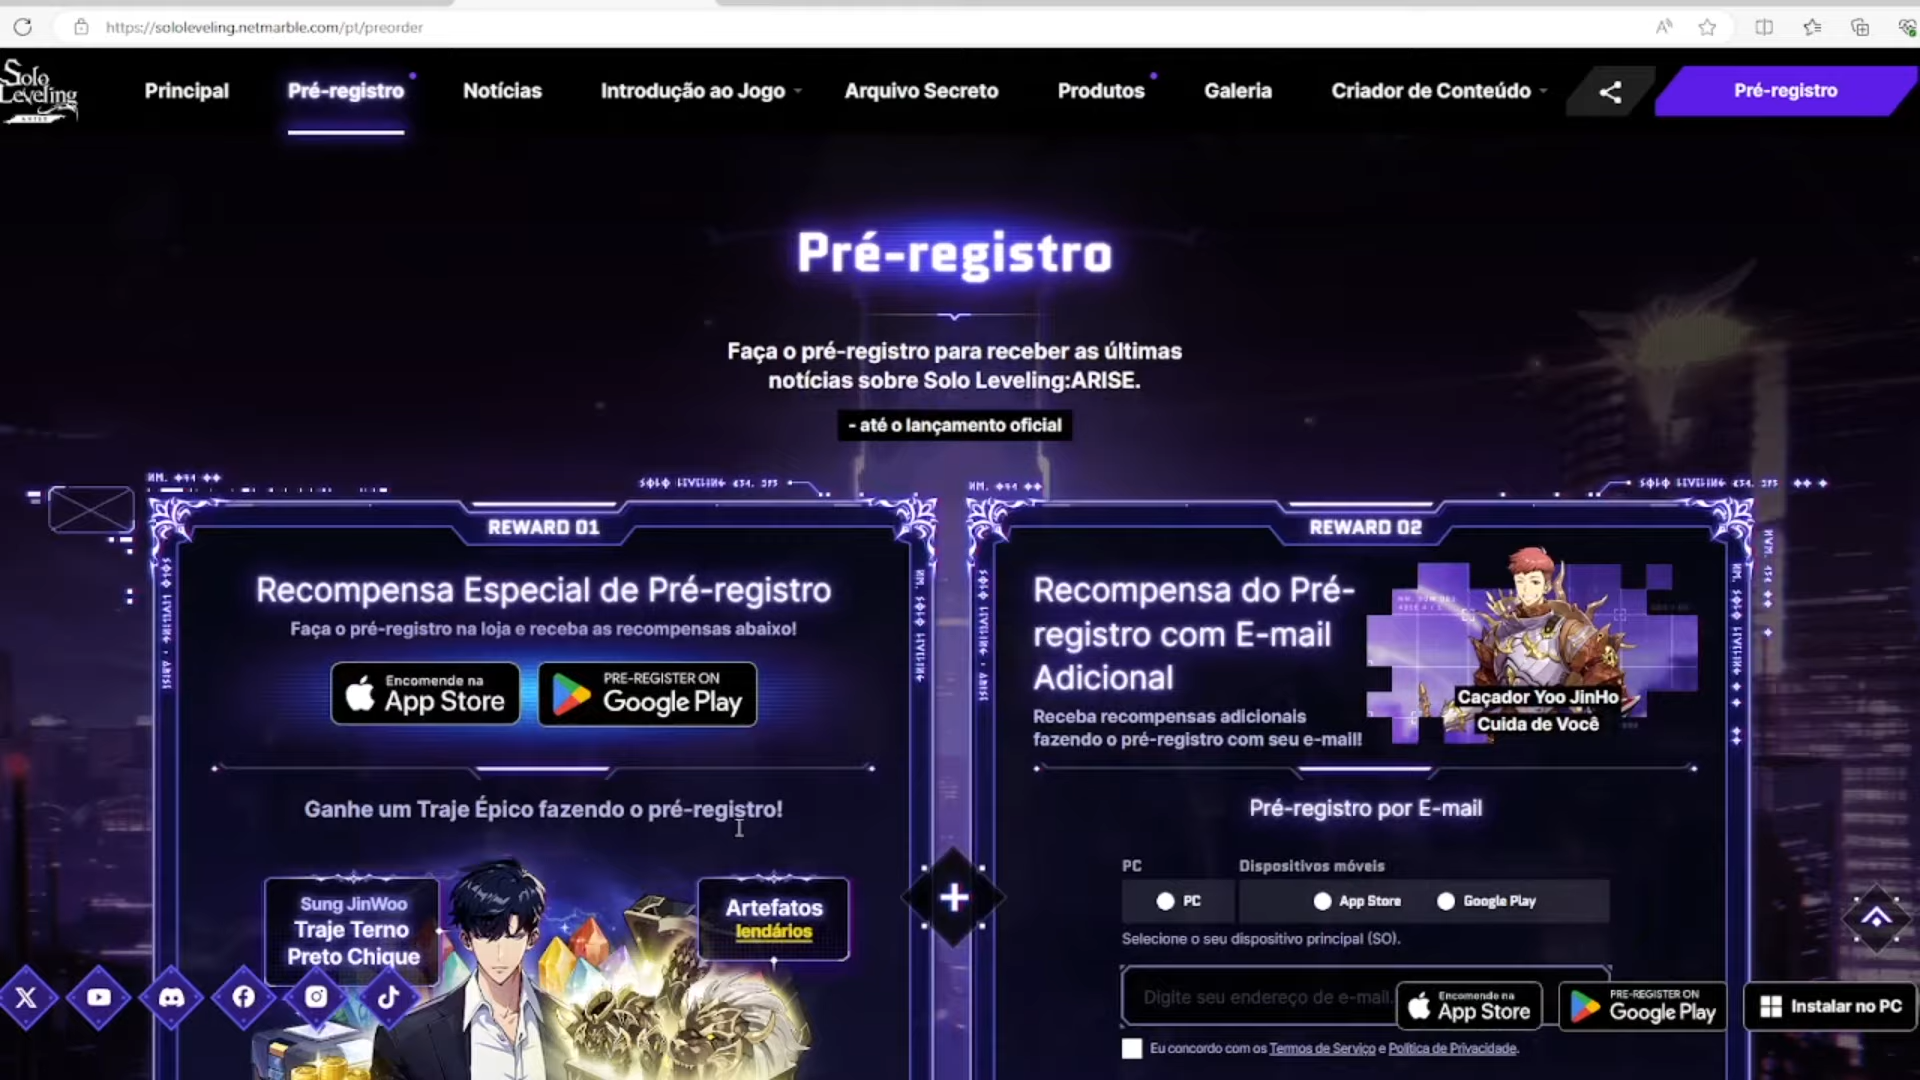 https://sololeveling.netmarble.com/pt/preorder
Solo
Leveling
ARISE
Principal
Pré-registro
Notícias
Introdução ao Jogo
Arquivo Secreto
Produtos
Galeria
Criador de Conteúdo
Pré-registro
Pré-registro
Faça o pré-registro para receber as últimas
notícias sobre Solo Leveling:ARISE.
- até o lançamento oficial
REWARD 01
Recompensa Especial de Pré-registro
Faça o pré-registro na loja e receba as recompensas abaixo!
Encomende na
App Store
PRE-REGISTER ON
Google Play
Ganhe um Traje Épico fazendo o pré-registro!
Sung JinWoo
Traje Terno
Preto Chique
Artefatos
lendários
REWARD 02
Recompensa do Pré-
registro com E-mail
Adicional
Receba recompensas adicionais
fazendo o pré-registro com seu e-mail!
Caçador Yoo JinHo
Cuida de Você
Pré-registro por E-mail
PC
Dispositivos móveis
PC
App Store
Google Play
Selecione o seu dispositivo principal (SO).
Digite seu endereço de e-mail.
Encomende na
App Store
PRE-REGISTER ON
Google Play
Instalar no PC
Eu concordo com os Termos de Serviço e Política de Privacidade.